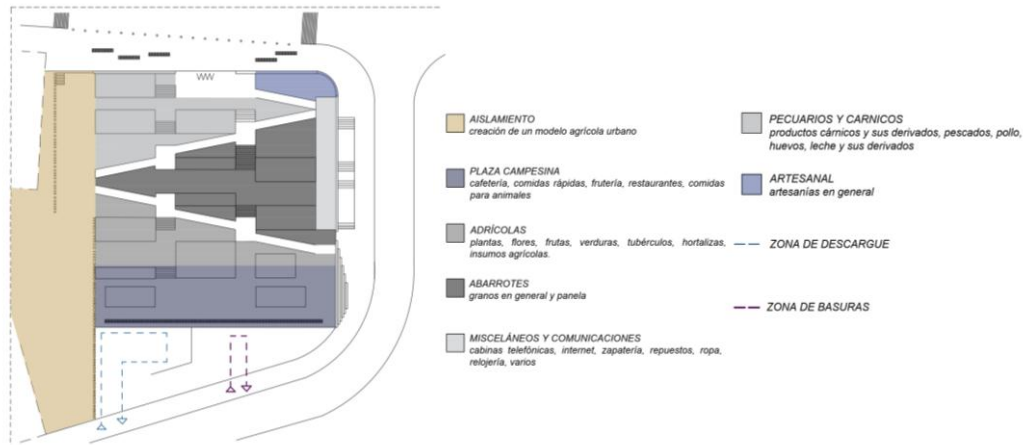 AISLAMIENTO
creación de un modelo agrícola urbano
PLAZA CAMPESINA
cafetería, comidas rápidas, frutería, restaurantes, comidas
para animales
ADRÍCOLAS
plantas, flores, frutas, verduras, tubérculos, hortalizas,
insumos agrícolas.
ABARROTES
granos en general y panela
MISCELÁNEOS Y COMUNICACIONES
cabinas telefónicas, internet, zapatería, repuestos, ropa,
relojería, varios
PECUARIOS Y CARNICOS
productos cárnicos y sus derivados, pescados, pollo,
huevos, leche y sus derivados
ARTESANAL
artesanías en general
ZONA DE DESCARGUE
ZONA DE BASURAS